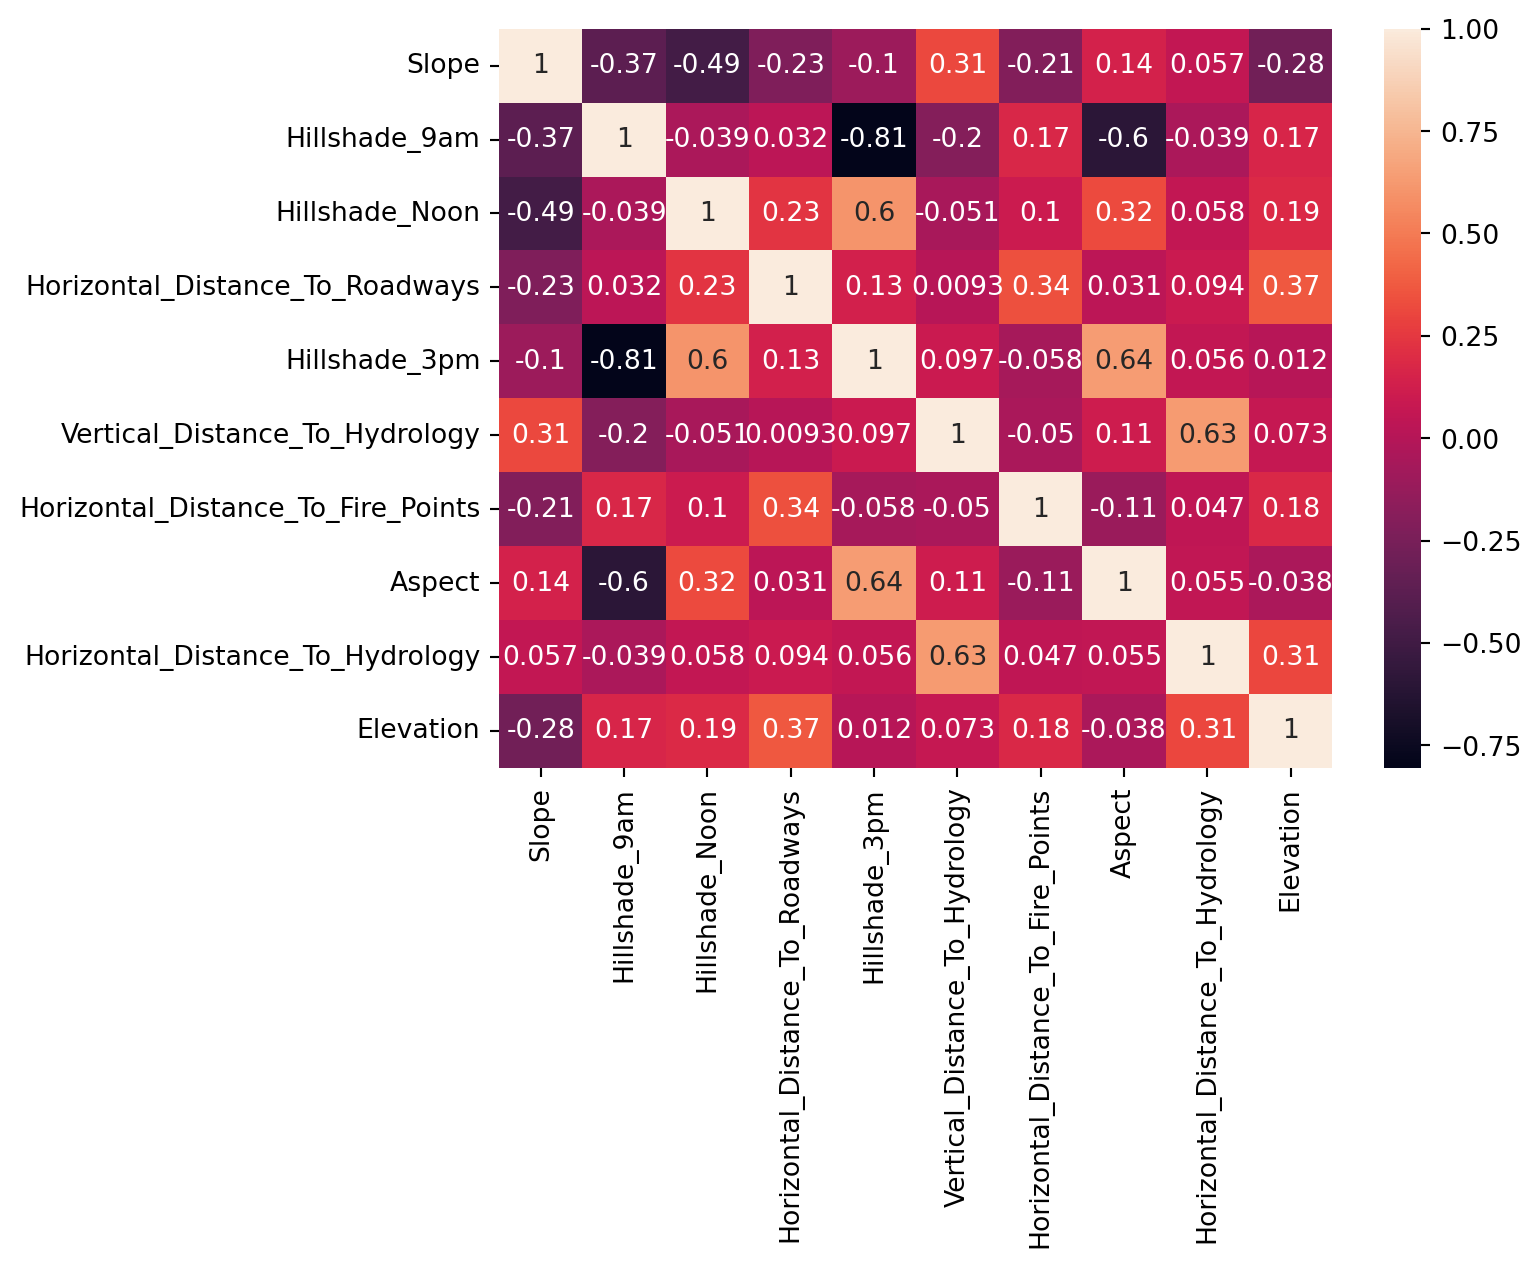 Slope 1 -0.37 -0.49 -0.23 -0.1 0.31 -0.21 0.14 0.057 -0.28
Hillshade_9am -0.37 1 -0.039 0.032 -0.81 -0.2 0.17 -0.6 -0.039 0.17
Hillshade_Noon -0.49 -0.039 1 0.23 0.6 -0.051 0.1 0.32 0.058 0.19
Horizontal_Distance_To_Roadways -0.23 0.032 0.23 1 0.13 0.0093 0.34 0.031 0.094 0.37
Hillshade_3pm -0.1 -0.81 0.6 0.13 1 0.097 -0.058 0.64 0.056 0.012
Vertical_Distance_To_Hydrology 0.31 -0.2 -0.051 0.0093 0.097 1 -0.05 0.11 0.63 0.073
Horizontal_Distance_To_Fire_Points -0.21 0.17 0.1 0.34 -0.058 -0.05 1 -0.11 0.047 0.18
Aspect 0.14 -0.6 0.32 0.031 0.64 0.11 -0.11 1 0.055 -0.038
Horizontal_Distance_To_Hydrology 0.057 -0.039 0.058 0.094 0.056 0.63 0.047 0.055 1 0.31
Elevation -0.28 0.17 0.19 0.37 0.012 0.073 0.18 -0.038 0.31 1
Slope
Hillshade_9am
Hillshade_Noon
Horizontal_Distance_To_Roadways
Hillshade_3pm
Vertical_Distance_To_Hydrology
Horizontal_Distance_To_Fire_Points
Aspect
Horizontal_Distance_To_Hydrology
Elevation
1.00
0.75
0.50
0.25
0.00
−0.25
−0.50
−0.75